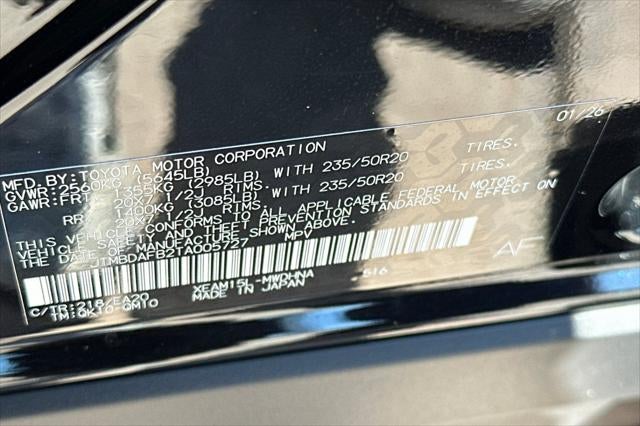 MFD. BY: TOYOTA MOTOR CORPORATION 01/26
GVWR: 2560KG (5645LB)
GAWR: FRT 1355KG (2985LB) WITH 235/50R20 TIRES.
20X7 1/2J RIMS.
RR 1400KG (3085LB) WITH 235/50R20 TIRES.
20X7 1/2J RIMS.
THIS VEHICLE CONFORMS TO ALL APPLICABLE FEDERAL MOTOR
VEHICLE SAFETY AND THEFT PREVENTION STANDARDS IN EFFECT ON
THE DATE OF MANUFACTURE SHOWN ABOVE.
JTMBDAFB2TA005727 MPV
AF
C/TR:218/EA20 XEAM15L-MWDHNA 516
TM: MADE IN JAPAN